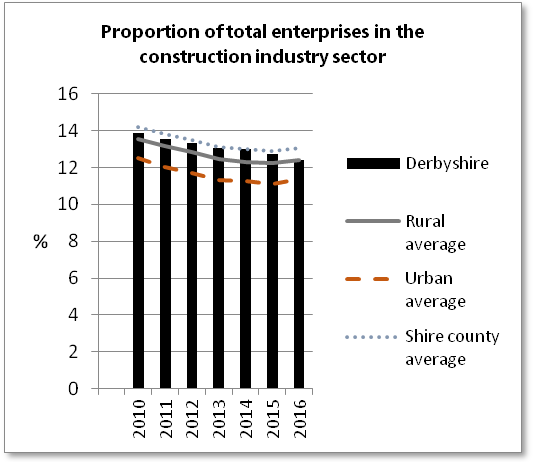 Proportion of total enterprises in the
construction industry sector
16
14
12
10
8
6
4
2
0
%
2010
2011
2012
2013
2014
2015
2016
Derbyshire
Rural
average
Urban
average
Shire county
average